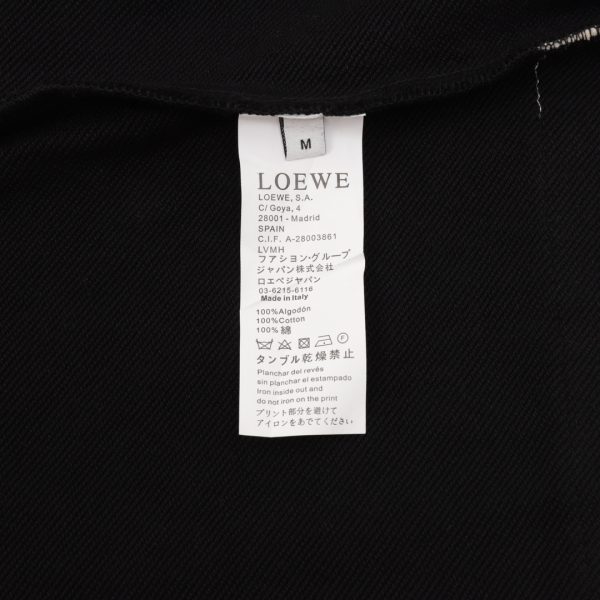 M
LOEWE
LOEWE, S.A.
C/ Goya, 4
28001 - Madrid
SPAIN
C.I.F. A-28003861
LVMH
ファション・グループ
ジャパン株式会社
ロエベジャパン
03-6215-6116
Made in Italy
100%Algodón
100%Cotton
100% 綿
タンブル乾燥禁止
Planchar del revés
sin planchar el estampado
Iron inside out and
do not iron on the print
プリント部分を避けて
アイロンをあでてください.